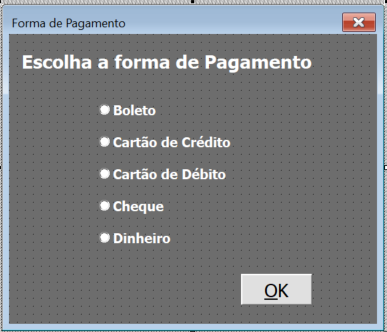 Forma de Pagamento
Escolha a forma de Pagamento
Boleto
Cartão de Crédito
Cartão de Débito
Cheque
Dinheiro
OK